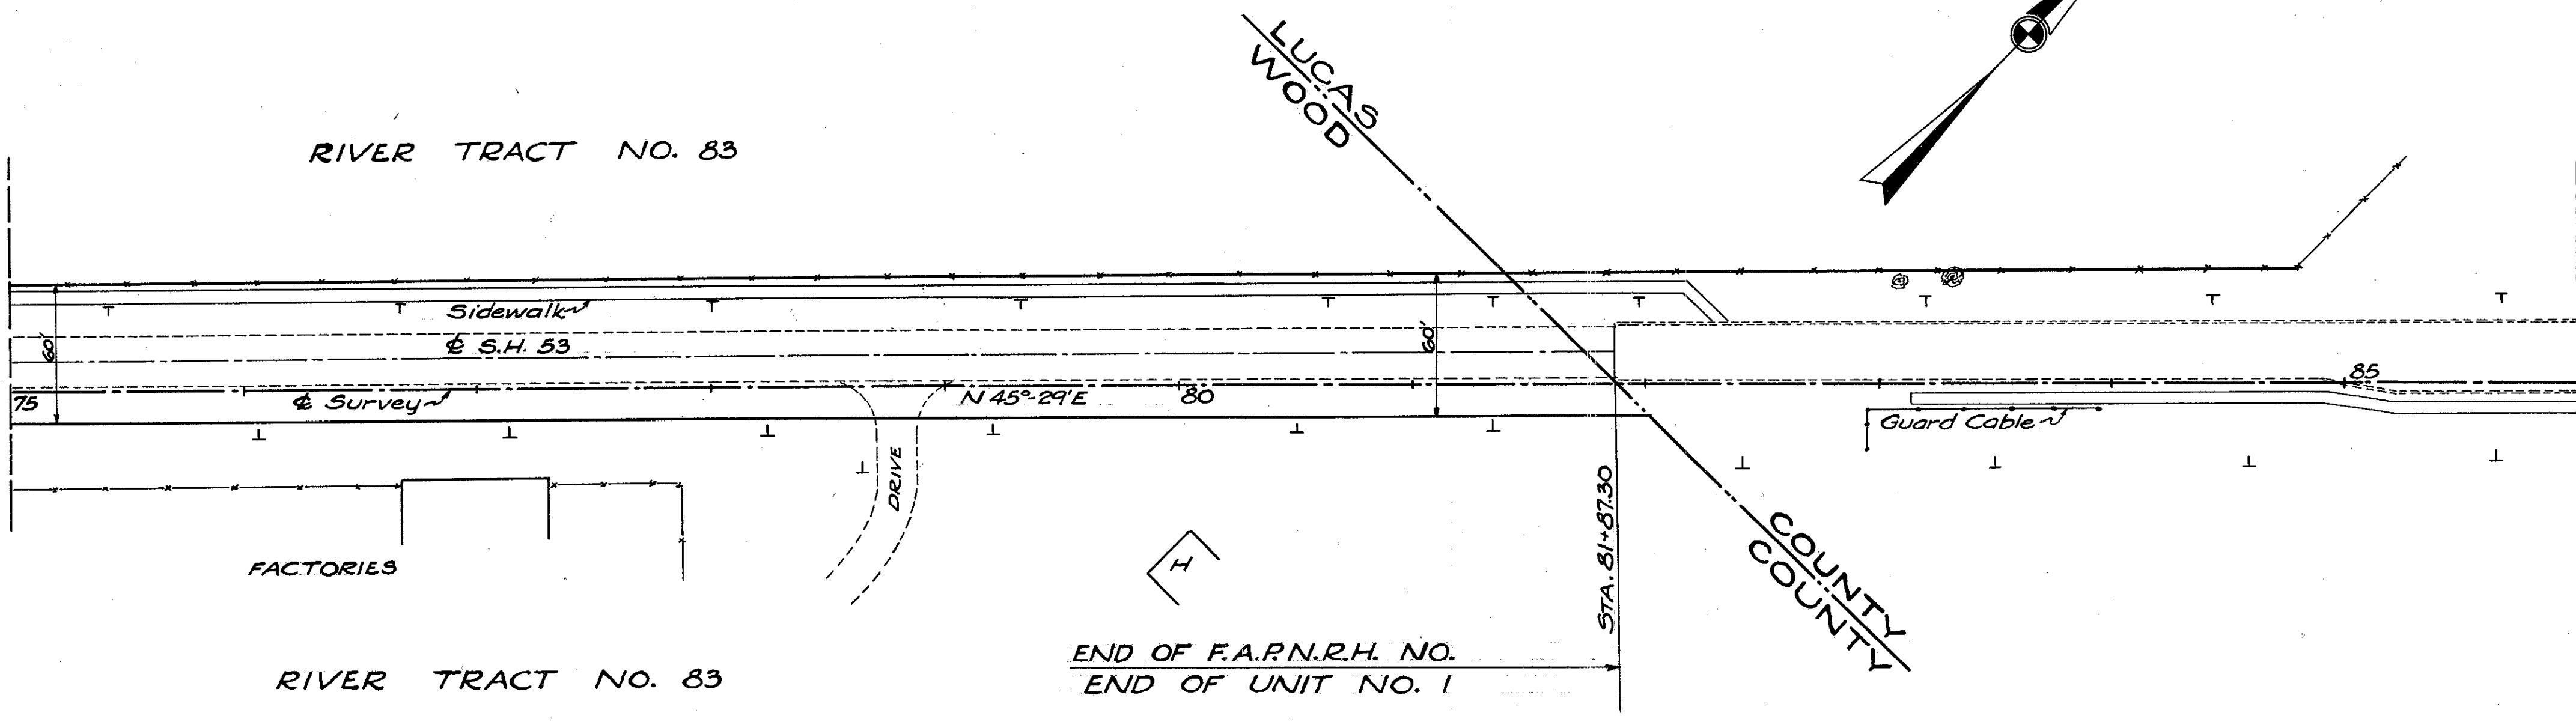 LUCAS COUNTY
WOOD COUNTY
RIVER TRACT NO. 83
Sidewalk
60'
℄ S.H. 53
60'
75
℄ Survey
N 45°-29'E
80
85
Guard Cable
DRIVE
STA. 81+87.30
H
FACTORIES
END OF F.A.P.N.R.H. NO.
END OF UNIT NO. 1
RIVER TRACT NO. 83